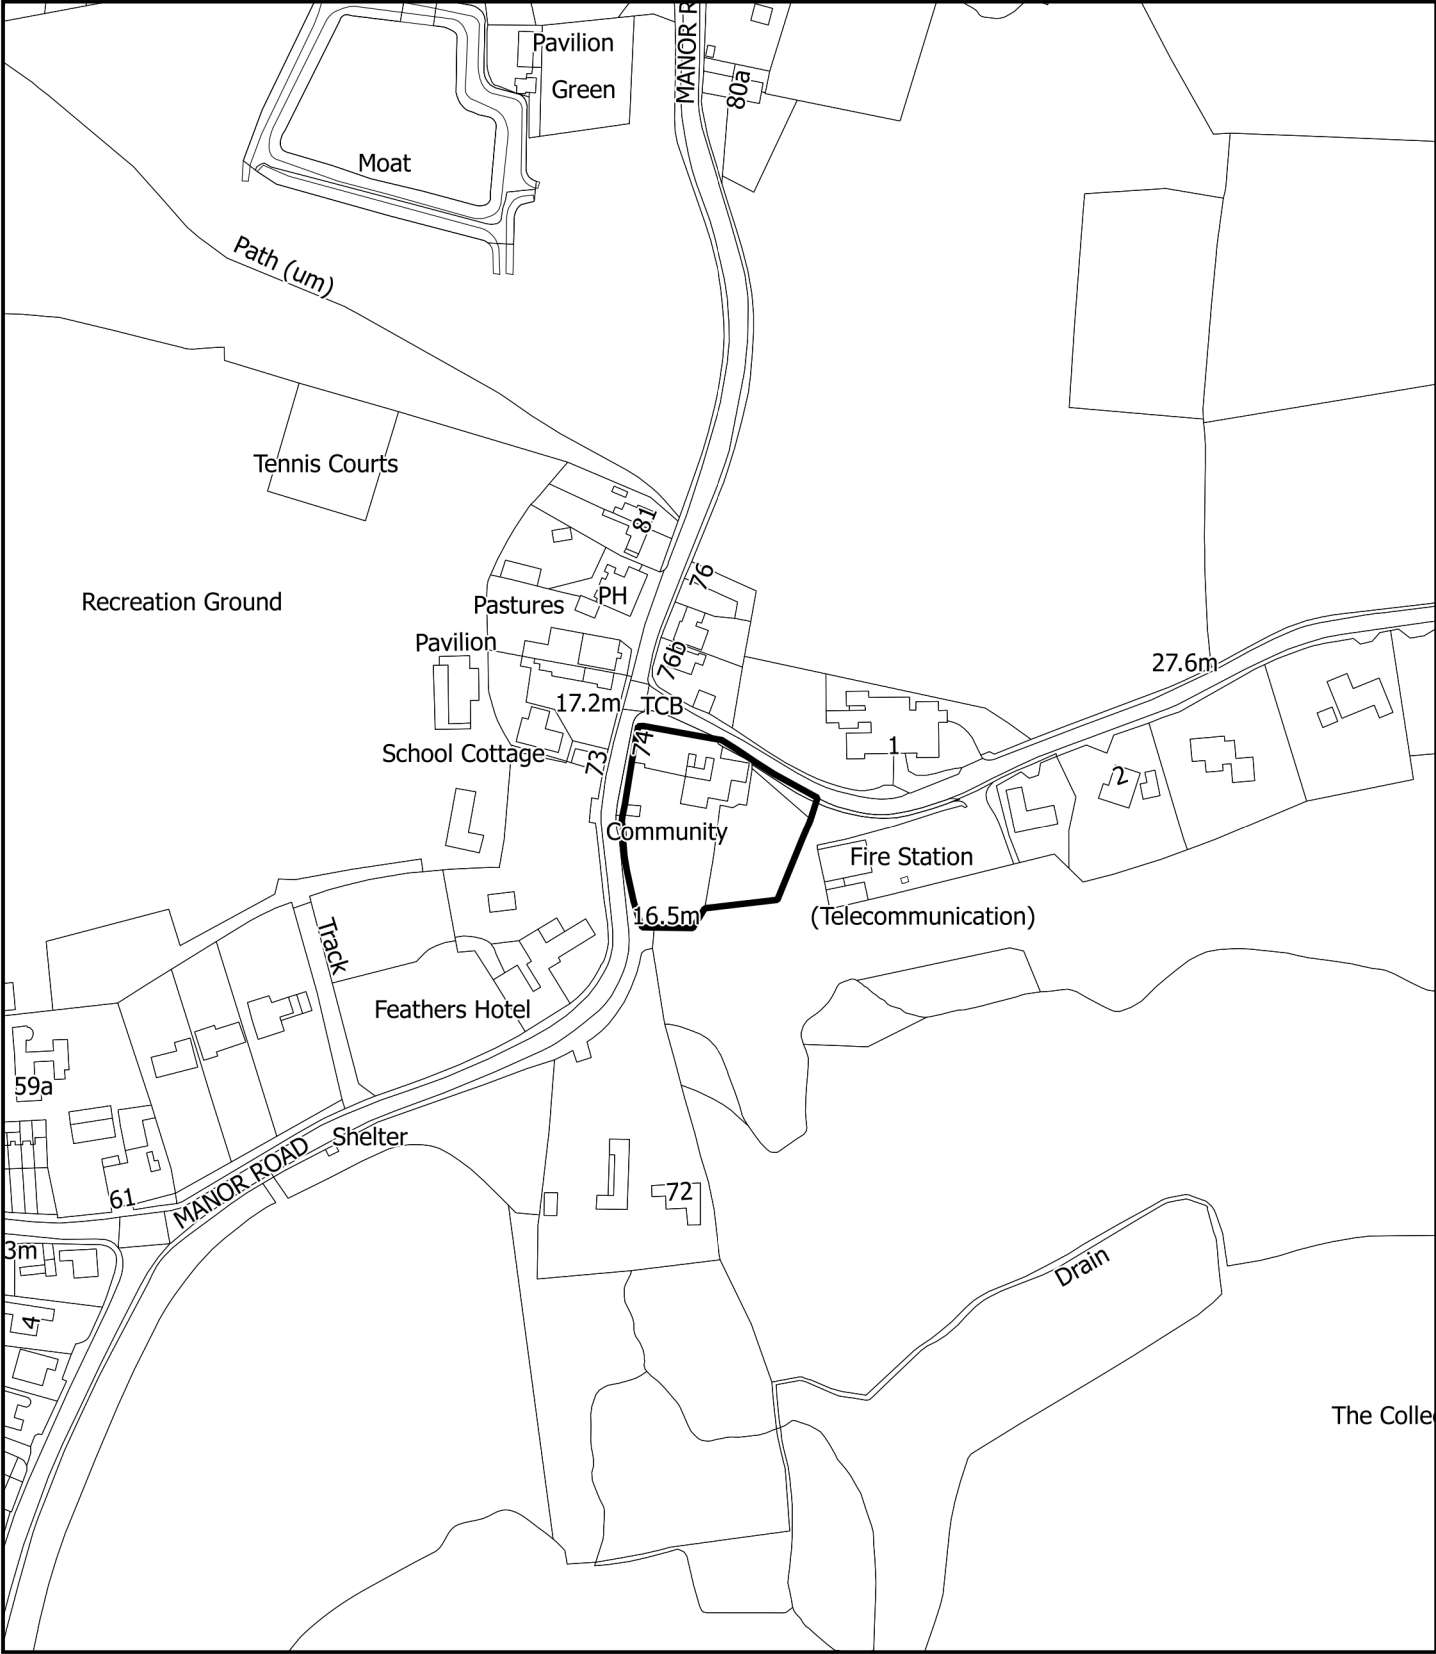 Pavilion
MANOR R
Green
80a
Moat
Path (um)
Tennis Courts
81
76
PH
Recreation Ground
Pastures
Pavilion
76b
27.6m
17.2m
TCB
School Cottage
73
74
1
2
Community
Fire Station
16.5m
(Telecommunication)
Track
Feathers Hotel
59a
Shelter
MANOR ROAD
61
72
3m
Drain
4
The Colle